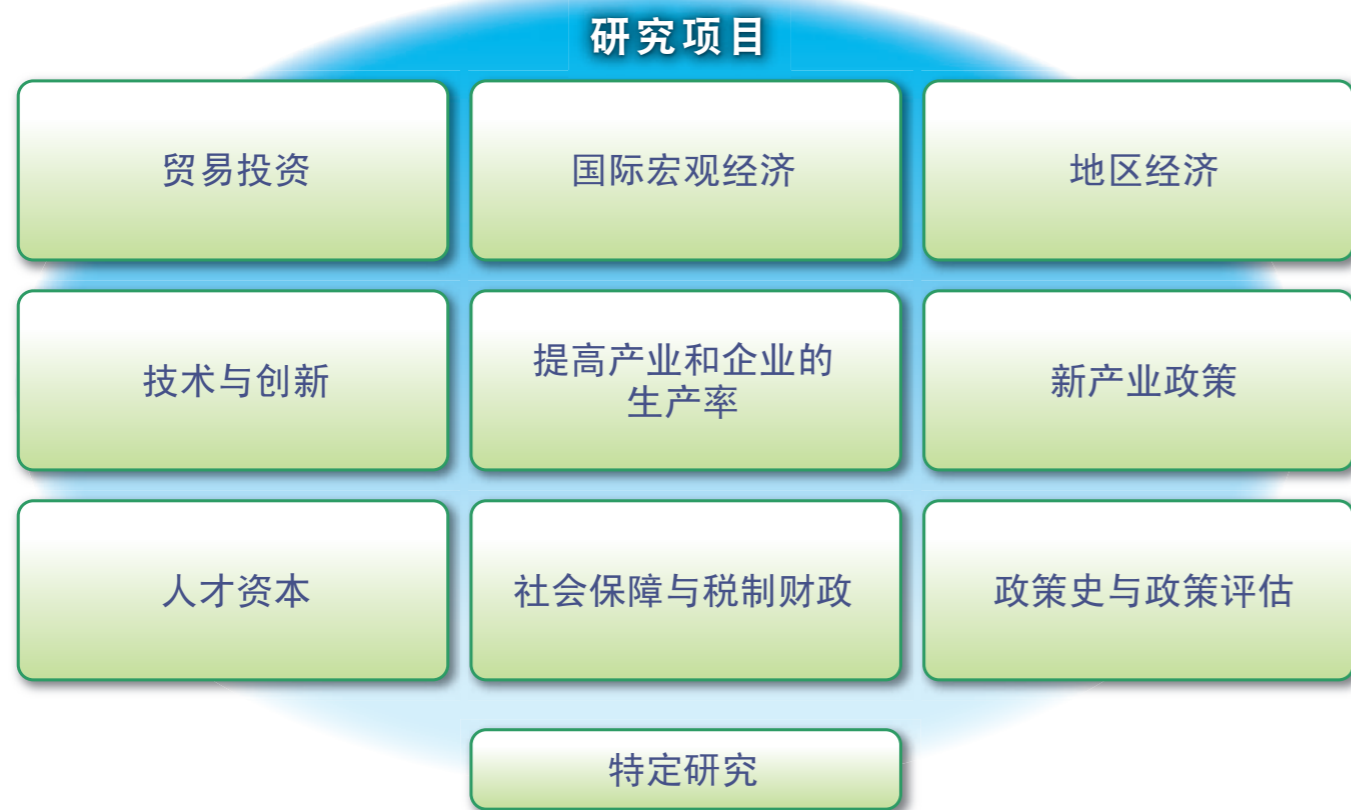 研究项目
贸易投资
国际宏观经济
地区经济
技术与创新
提高产业和企业的
生产率
新产业政策
人才资本
社会保障与税制财政
政策史与政策评估
特定研究